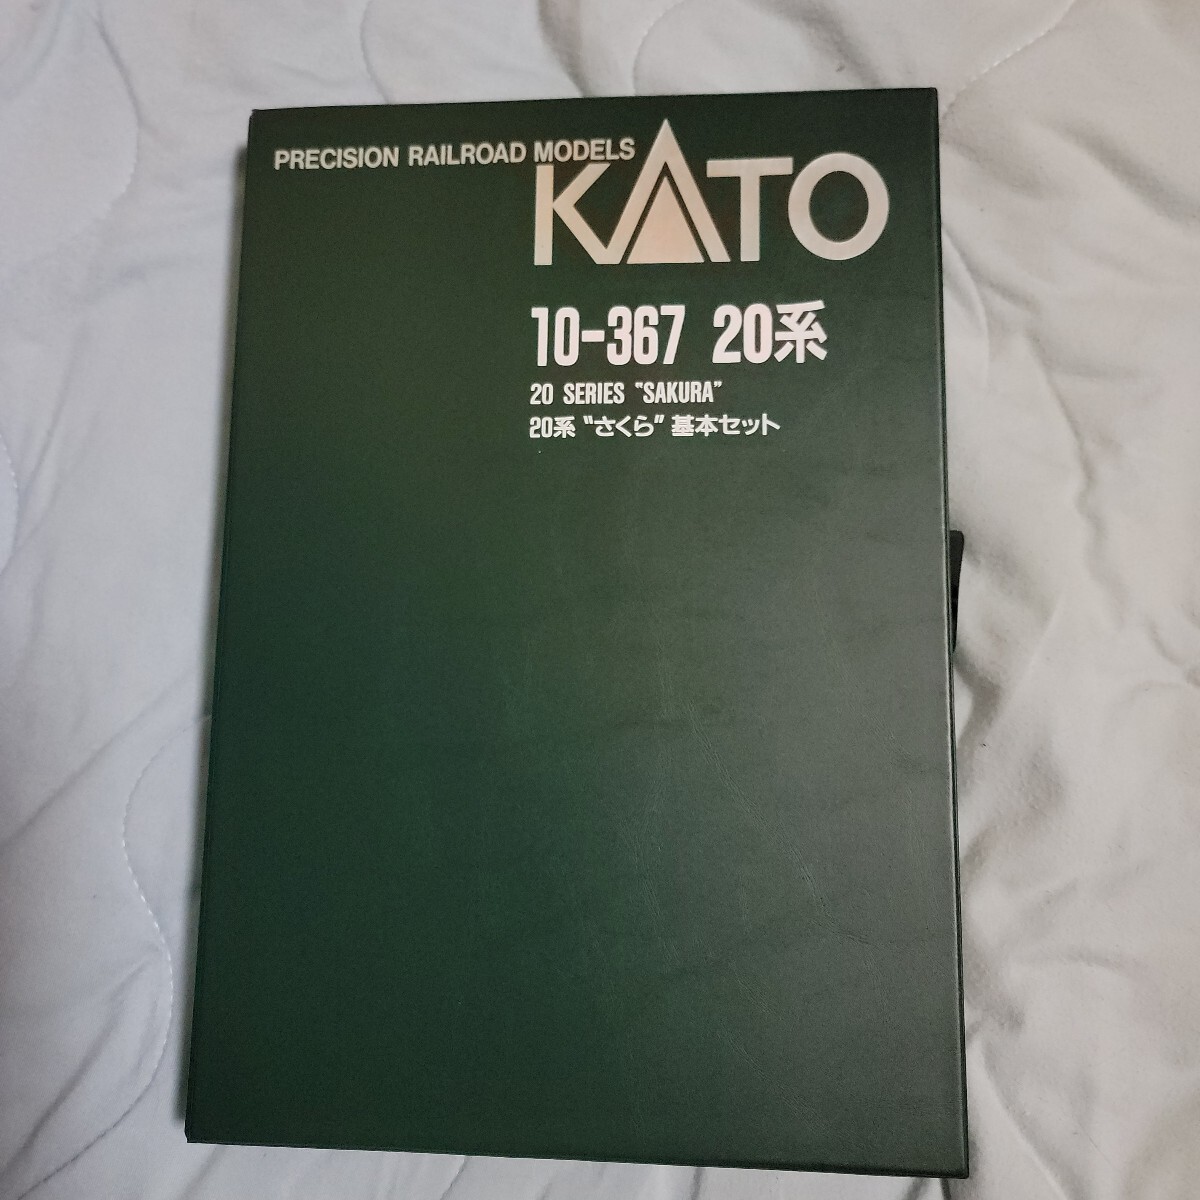 PRECISION RAILROAD MODELS
KATO
10-367 20系
20 SERIES "SAKURA"
20系 "さくら" 基本セット